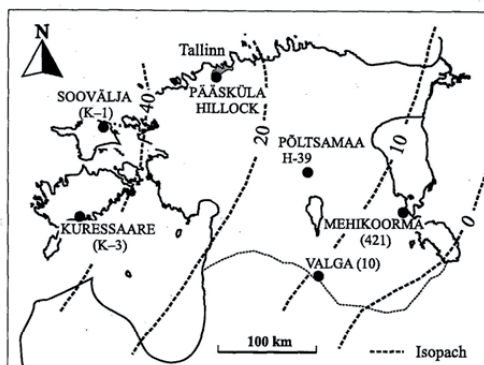 N
Tallinn
SOOVÄLJA
(K–1)
40
PÄÄSKÜLA
HILLOCK
20
PÕLTSAMAA
H-39
10
0
KURESSAARE
(K–3)
MEHIKOORMA
(421)
VALGA (10)
100 km
Isopach